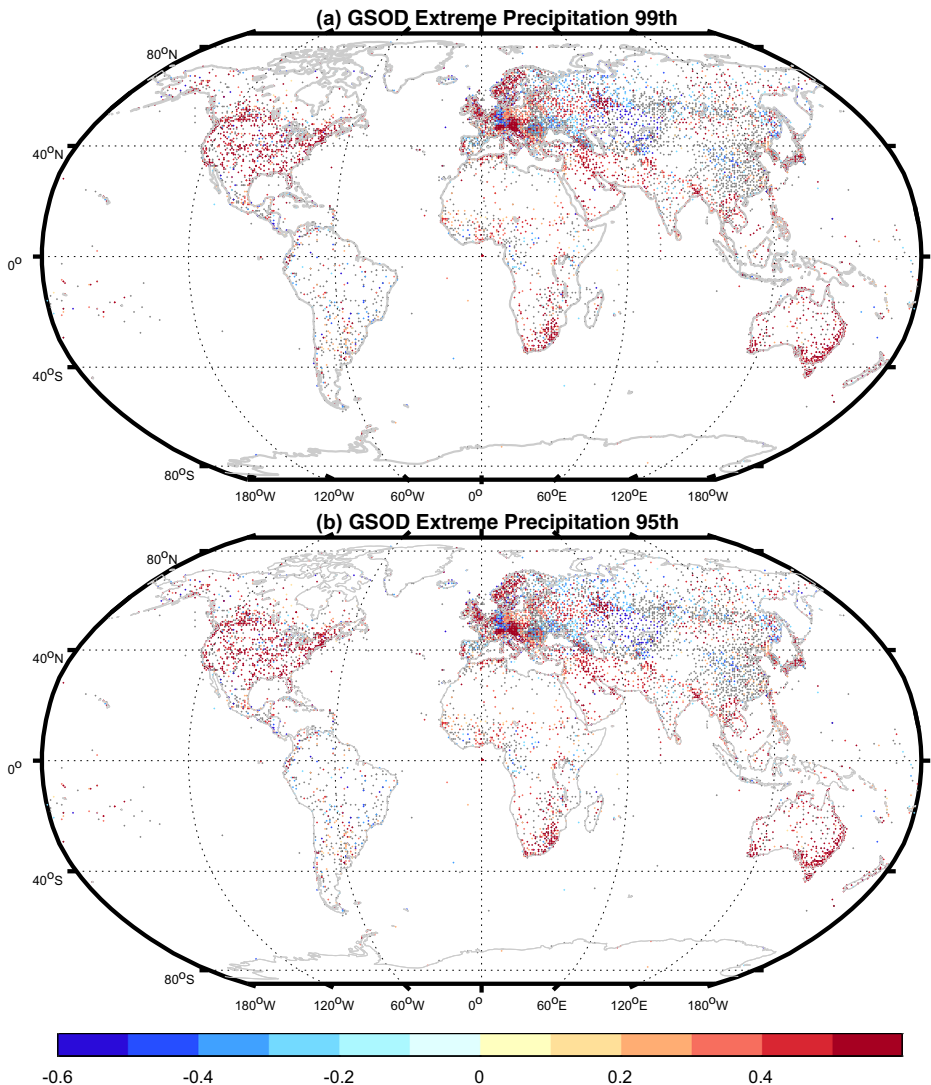 (a) GSOD Extreme Precipitation 99th
80°N
40°N
0°
40°S
80°S
180°W 120°W 60°W 0° 60°E 120°E 180°W
(b) GSOD Extreme Precipitation 95th
80°N
40°N
0°
40°S
80°S
180°W 120°W 60°W 0° 60°E 120°E 180°W
-0.6 -0.4 -0.2 0 0.2 0.4